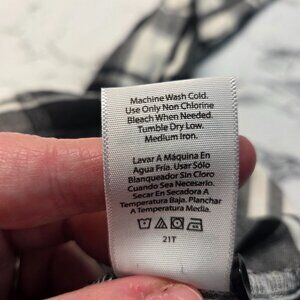 Machine Wash Cold.
Use Only Non Chlorine
Bleach When Needed.
Tumble Dry Low.
Medium Iron.
Lavar A Máquina En
Agua Fría. Usar Sólo
Blanqueador Sin Cloro
Cuando Sea Necesario.
Secar En Secadora A
Temperatura Baja. Planchar
A Temperatura Media.
21T